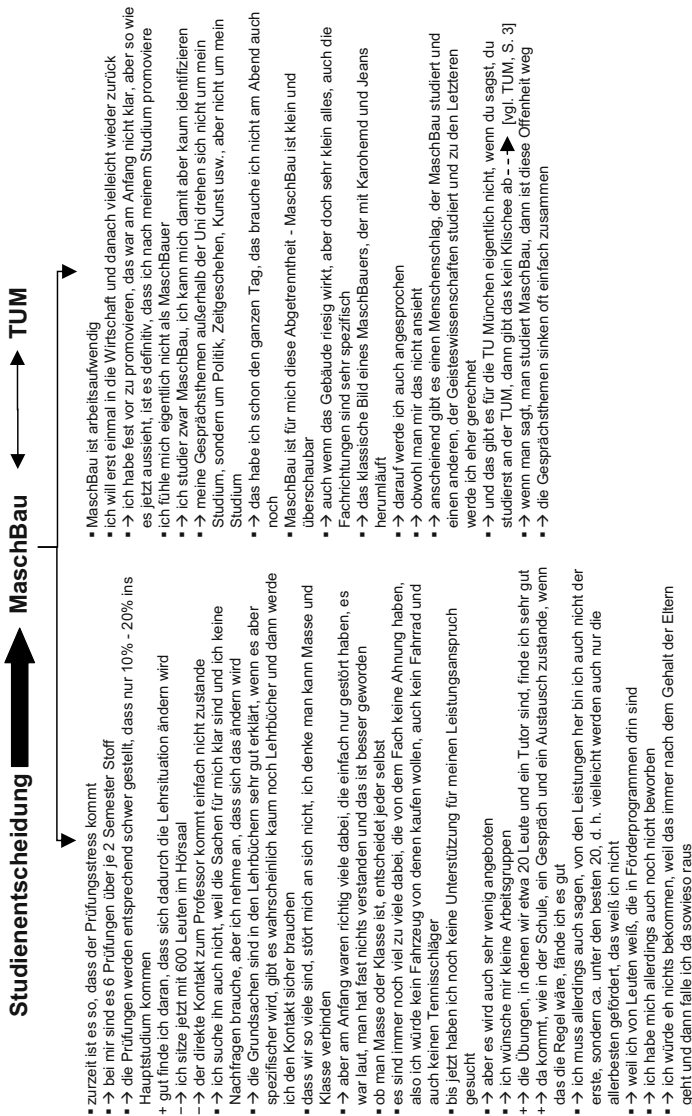 Studienentscheidung MaschBau TUM
▪ zurzeit ist es so, dass der Prüfungsstress kommt
▪ → bei mir sind es 6 Prüfungen über je 2 Semester Stoff
▪ → die Prüfungen werden entsprechend schwer gestellt, dass nur 10% - 20% ins
Hauptstudium kommen
+ gut finde ich daran, dass sich dadurch die Lehrsituation ändern wird
– → ich sitze jetzt mit 600 Leuten im Hörsaal
– → der direkte Kontakt zum Professor kommt einfach nicht zustande
▪ → ich suche ihn auch nicht, weil die Sachen für mich klar sind und ich keine
Nachfragen brauche, aber ich nehme an, dass sich das ändern wird
▪ → die Grundsachen sind in den Lehrbüchern sehr gut erklärt, wenn es aber
spezifischer wird, gibt es wahrscheinlich kaum noch Lehrbücher und dann werde
ich den Kontakt sicher brauchen
▪ dass wir so viele sind, stört mich an sich nicht, ich denke man kann Masse und
Klasse verbinden
▪ → aber am Anfang waren richtig viele dabei, die einfach nur gestört haben, es
war laut, man hat fast nichts verstanden und das ist besser geworden
▪ ob man Masse oder Klasse ist, entscheidet jeder selbst
▪ es sind immer noch viel zu viele dabei, die von dem Fach keine Ahnung haben,
also ich würde kein Fahrzeug von denen kaufen wollen, auch kein Fahrrad und
auch keinen Tennisschläger
▪ bis jetzt haben ich noch keine Unterstützung für meinen Leistungsanspruch
gesucht
▪ → aber es wird auch sehr wenig angeboten
▪ → ich wünsche mir kleine Arbeitsgruppen
+ → die Übungen, in denen wir etwa 20 Leute und ein Tutor sind, finde ich sehr gut
+ → da kommt, wie in der Schule, ein Gespräch und ein Austausch zustande, wenn
das die Regel wäre, fände ich es gut
▪ → ich muss allerdings auch sagen, von den Leistungen her bin ich auch nicht der
erste, sondern ca. unter den besten 20, d. h. vielleicht werden auch nur die
allerbesten gefördert, das weiß ich nicht
▪ → weil ich von Leuten weiß, die in Förderprogrammen drin sind
▪ → ich habe mich allerdings auch noch nicht beworben
▪ → ich würde eh nichts bekommen, weil das immer nach dem Gehalt der Eltern
geht und dann falle ich da sowieso raus
▪ MaschBau ist arbeitsaufwendig
▪ ich will erst einmal in die Wirtschaft und danach vielleicht wieder zurück
▪ → ich habe fest vor zu promovieren, das war am Anfang nicht klar, aber so wie
es jetzt aussieht, ist es definitiv, dass ich nach meinem Studium promoviere
▪ ich fühle mich eigentlich nicht als MaschBauer
▪ → ich studier zwar MaschBau, ich kann mich damit aber kaum identifizieren
▪ → meine Gesprächsthemen außerhalb der Uni drehen sich nicht um mein
Studium, sondern um Politik, Zeitgeschehen, Kunst usw., aber nicht um mein
Studium
▪ → das habe ich schon den ganzen Tag, das brauche ich nicht am Abend auch
noch
▪ MaschBau ist für mich diese Abgetrenntheit - MaschBau ist klein und
überschaubar
▪ → auch wenn das Gebäude riesig wirkt, aber doch sehr klein alles, auch die
Fachrichtungen sind sehr spezifisch
▪ → das klassische Bild eines MaschBauers, der mit Karohemd und Jeans
herumläuft
▪ → darauf werde ich auch angesprochen
▪ → obwohl man mir das nicht ansieht
▪ → anscheinend gibt es einen Menschenschlag, der MaschBau studiert und
einen anderen, der Geisteswissenschaften studiert und zu den Letzteren
werde ich eher gerechnet
▪ → und das gibt es für die TU München eigentlich nicht, wenn du sagst, du
studierst an der TUM, dann gibt das kein Klischee ab - - → [vgl. TUM, S. 3]
▪ → wenn man sagt, man studiert MaschBau, dann ist diese Offenheit weg
▪ → die Gesprächsthemen sinken oft einfach zusammen